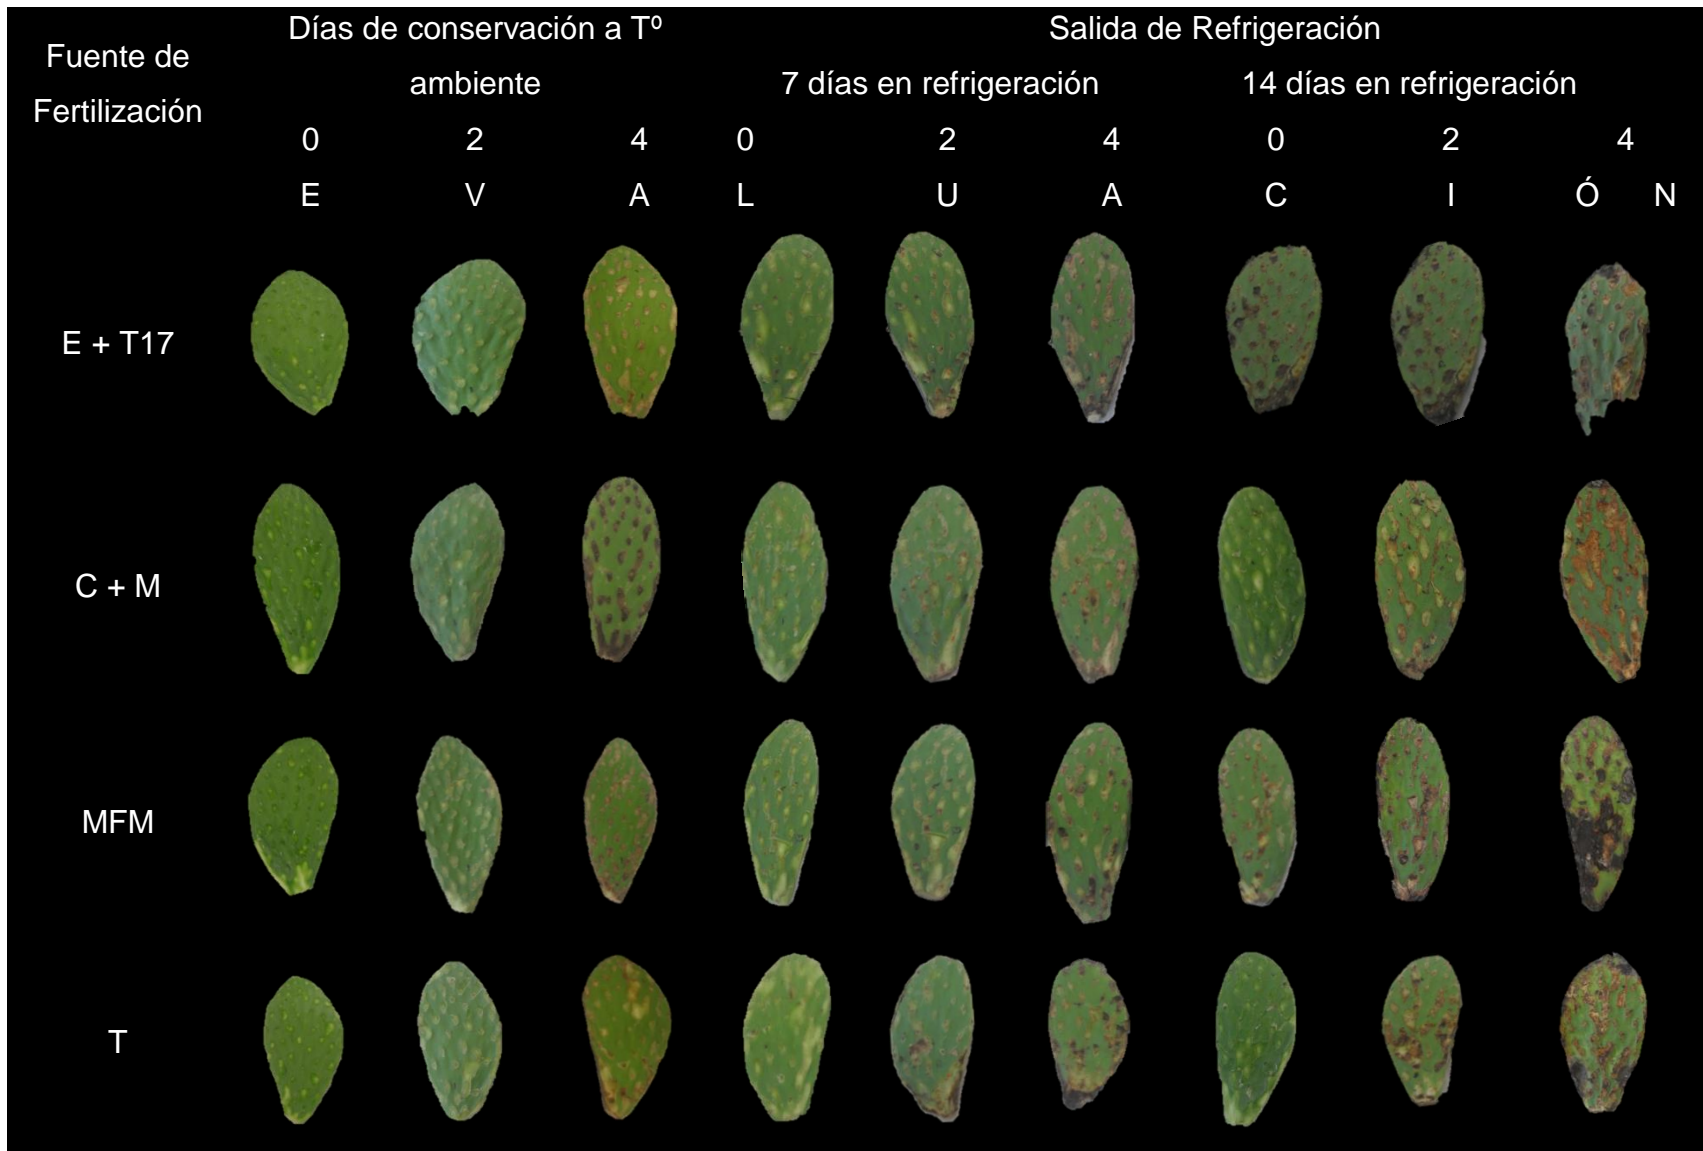 Días de conservación a Tº ambiente
Salida de Refrigeración
Fuente de Fertilización
7 días en refrigeración
14 días en refrigeración
0 2 4 0 2 4 0 2 4
E V A L U A C I Ó N
E + T17
C + M
MFM
T